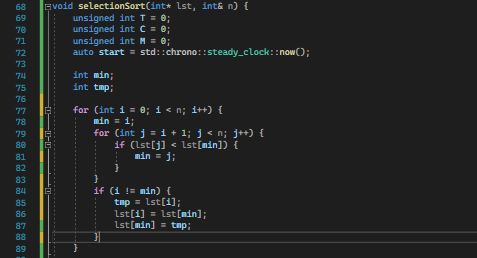 68 void selectionSort(int* lst, int& n) {
69 unsigned int T = 0;
70 unsigned int C = 0;
71 unsigned int M = 0;
72 auto start = std::chrono::steady_clock::now();
73
74 int min;
75 int tmp;
76
77 for (int i = 0; i < n; i++) {
78 min = i;
79 for (int j = i + 1; j < n; j++) {
80 if (lst[j] < lst[min]) {
81 min = j;
82 }
83 }
84 if (i != min) {
85 tmp = lst[i];
86 lst[i] = lst[min];
87 lst[min] = tmp;
88 }
89 }